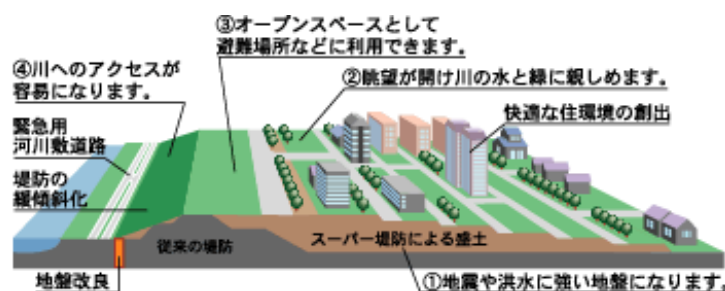 ③オープンスペースとして
避難場所などに利用できます。
④川へのアクセスが
容易になります。
②眺望が開け川の水と緑に親しめます。
快適な住環境の創出
緊急用
河川敷道路
堤防の
緩傾斜化
従来の堤防
スーパー堤防による盛土
地盤改良
①地震や洪水に強い地盤になります。